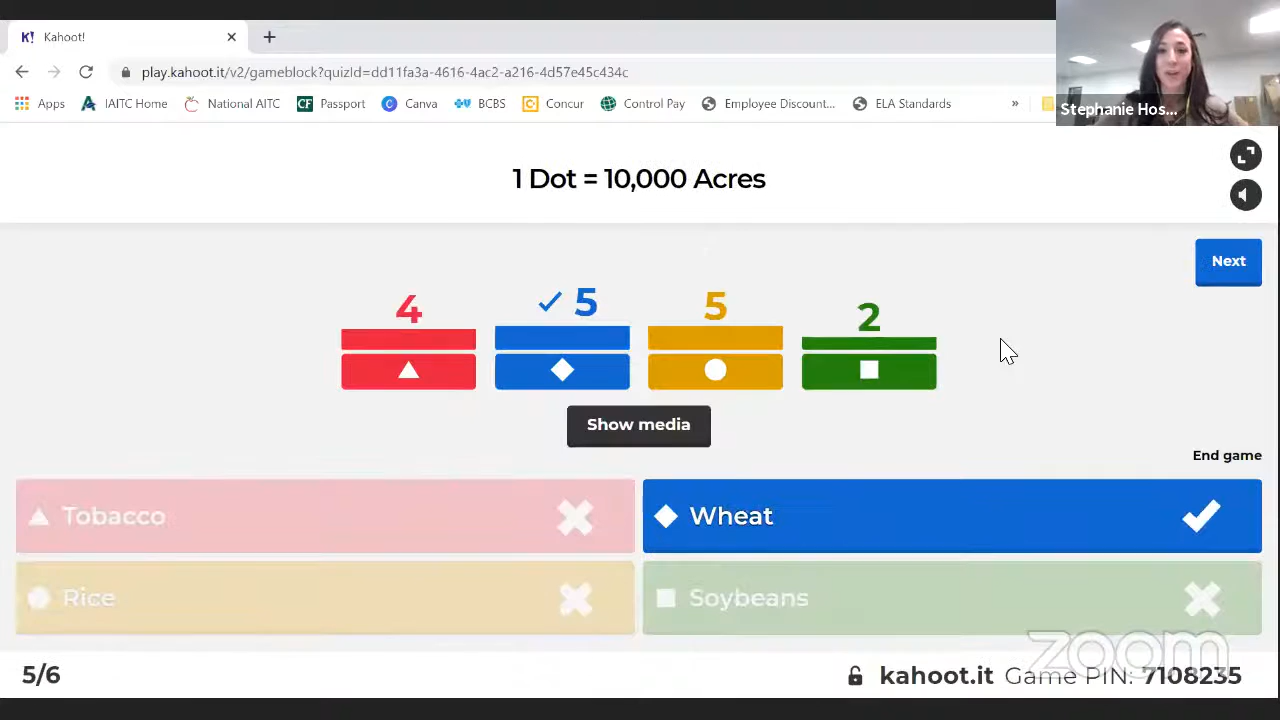 K! Kahoot!
play.kahoot.it/v2/gameblock?quizId=dd11fa3a-4616-4ac2-a216-4d57e45c434c
Apps IAITC Home National AITC CF Passport Canva BCBS Concur Control Pay Employee Discount... ELA Standards »
Stephanie Hos...
1 Dot = 10,000 Acres
Next
4 5 5 2
Show media
End game
Tobacco Wheat
Rice Soybeans
zoom
5/6 kahoot.it Game PIN: 7108235